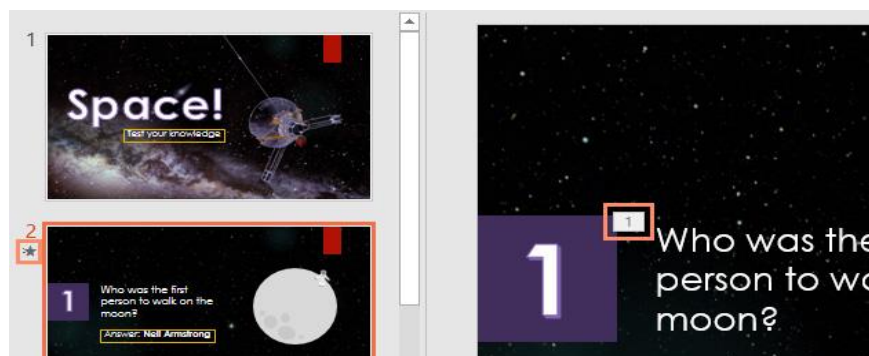 1
Space!
Test your knowledge
2
1
Who was the first
person to walk on the
moon?
Answer: Neil Armstrong
1
1
Who was the
person to wa
moon?